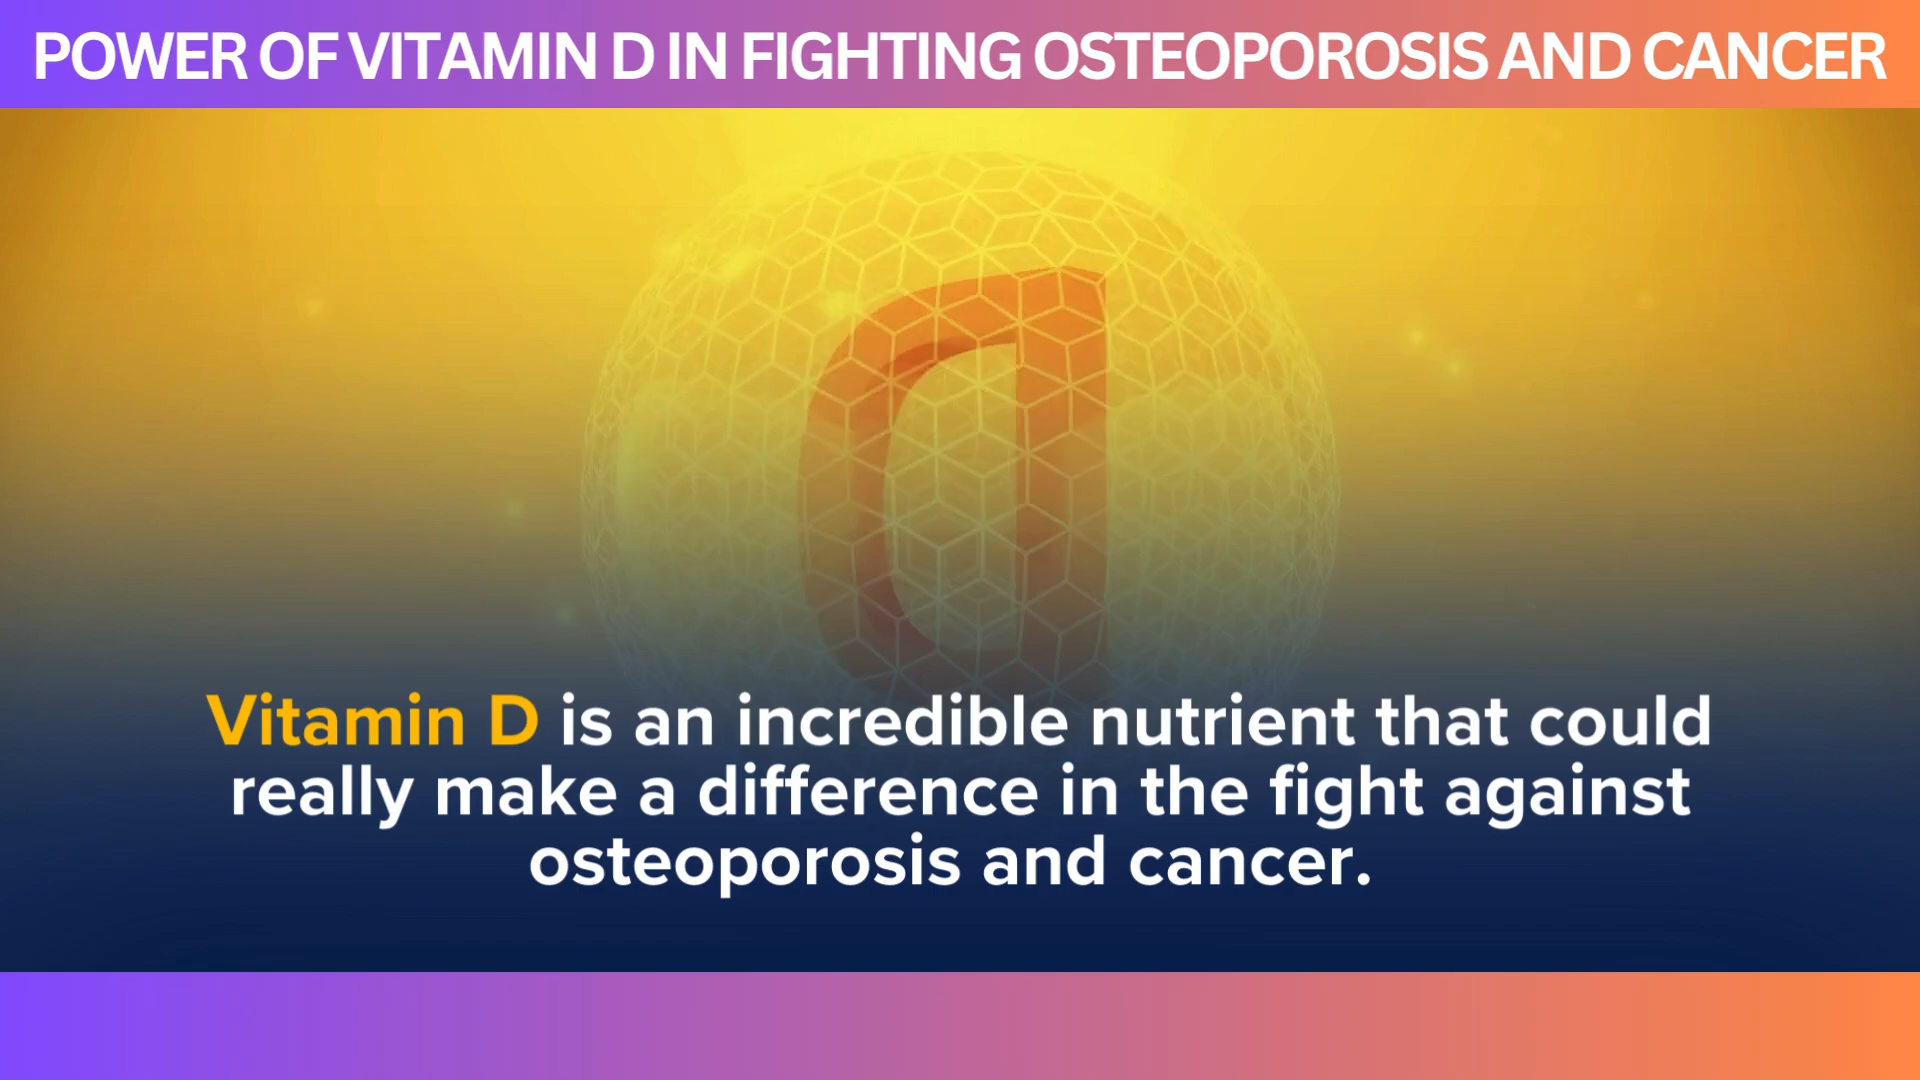 POWER OF VITAMIN D IN FIGHTING OSTEOPOROSIS AND CANCER
D
Vitamin D is an incredible nutrient that could
really make a difference in the fight against
osteoporosis and cancer.